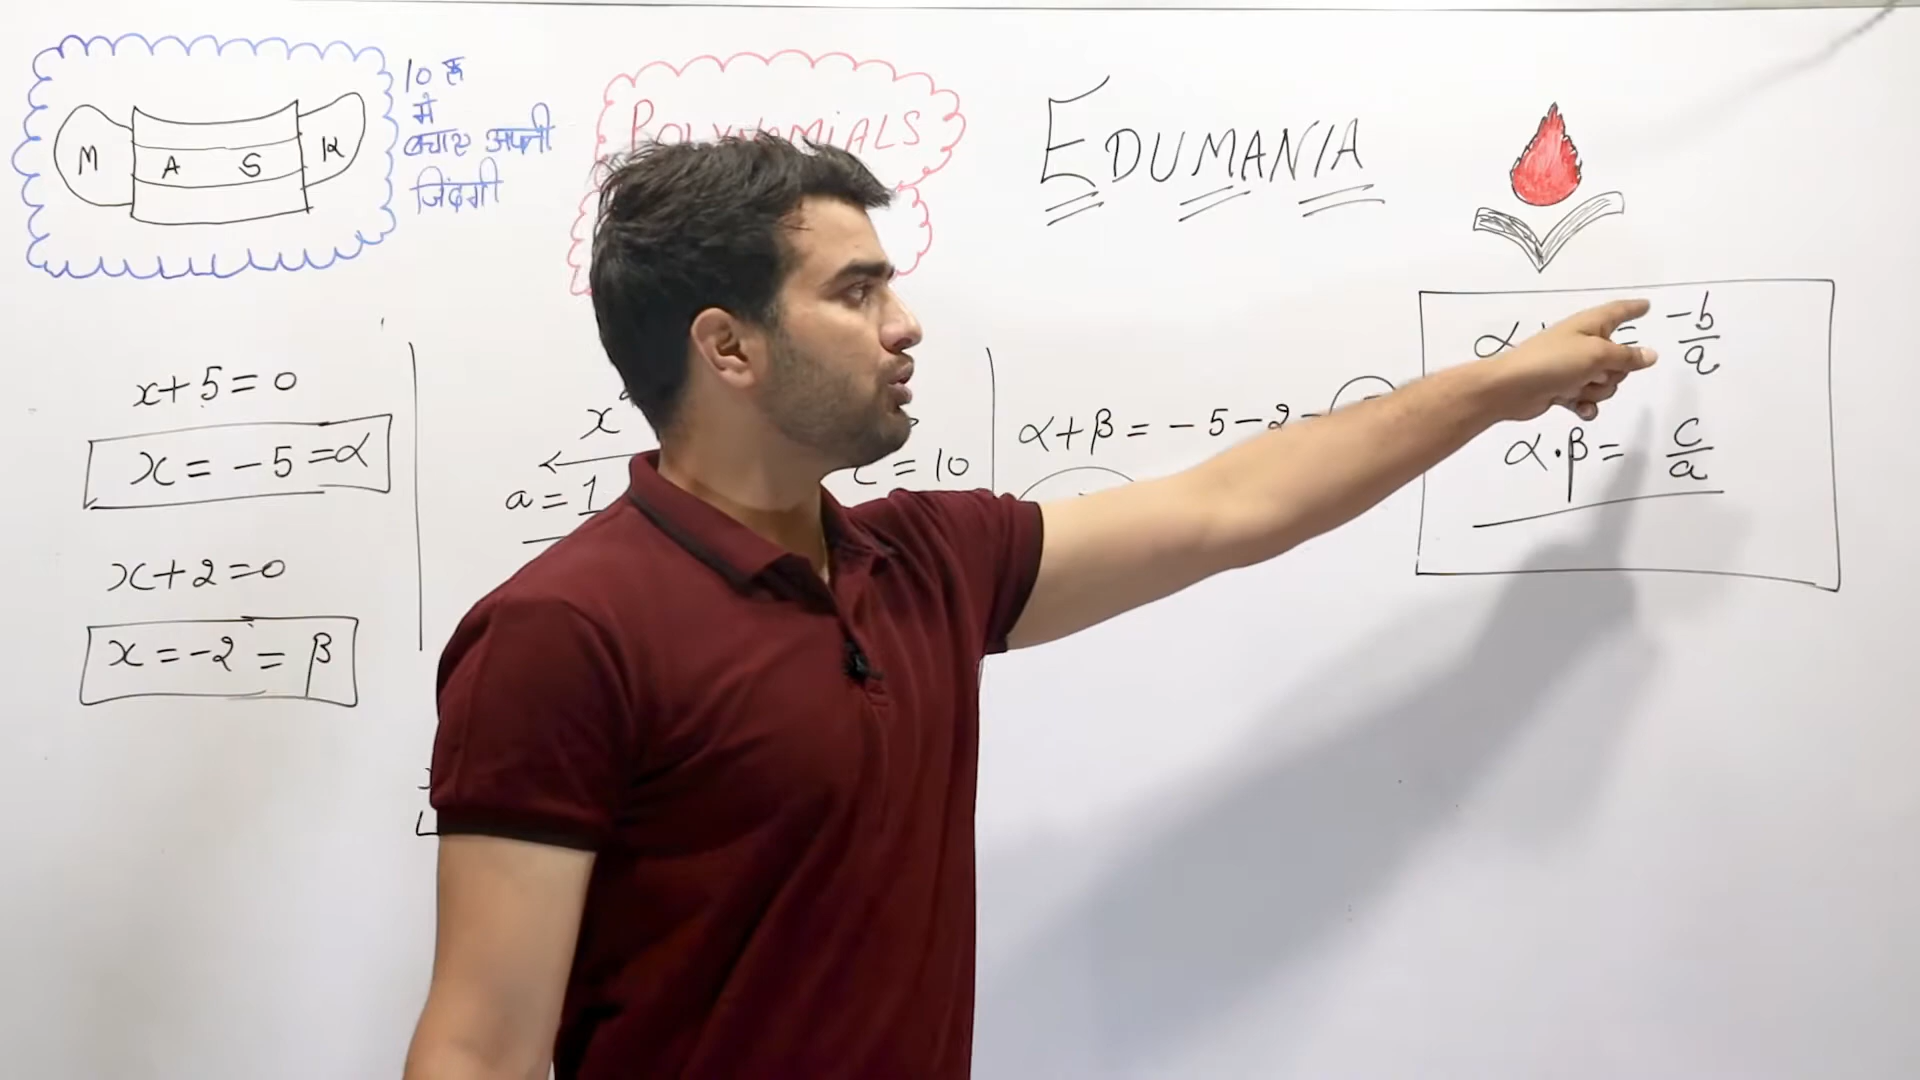 M A S K
10 रू
में
बचाए अपनी
जिंदगी
POLYNOMIALS
EDUMANIA
x+5=0
x = -5 = α
x+2=0
x = -2 = β
x
a = 1
c = 10
α+β = -5-2
= -b/a
α·β = c/a